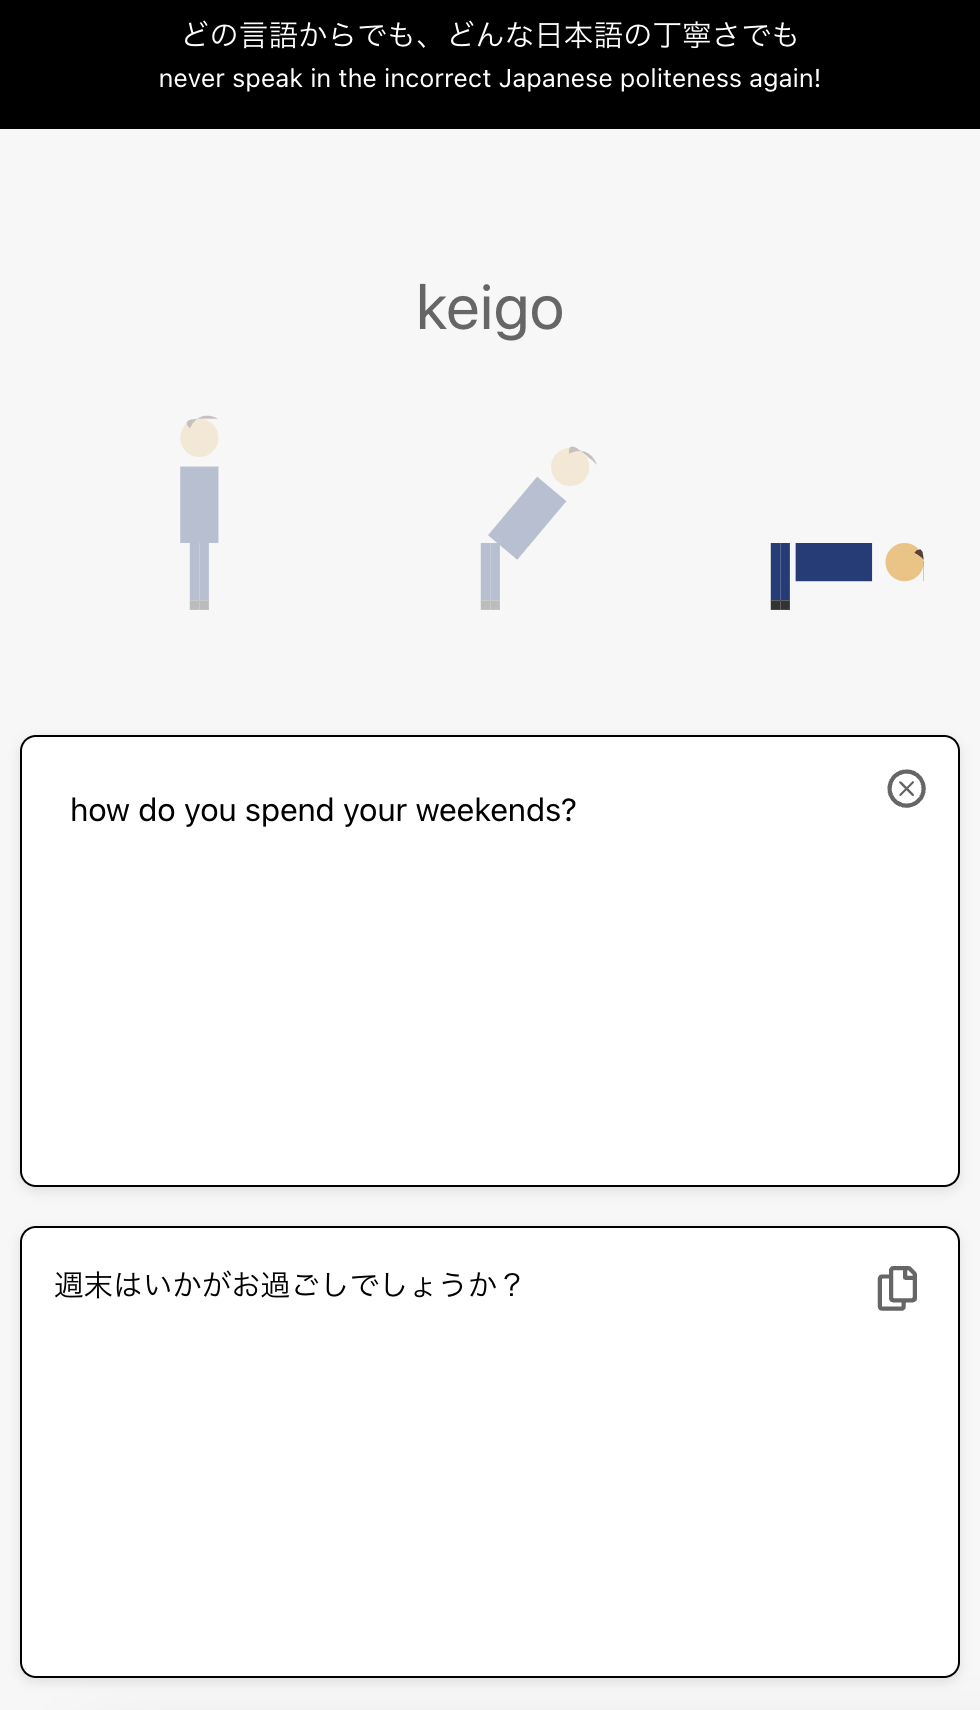 どの言語からでも、どんな日本語の丁寧さでも
never speak in the incorrect Japanese politeness again!
keigo
how do you spend your weekends?
週末はいかがお過ごしでしょうか？